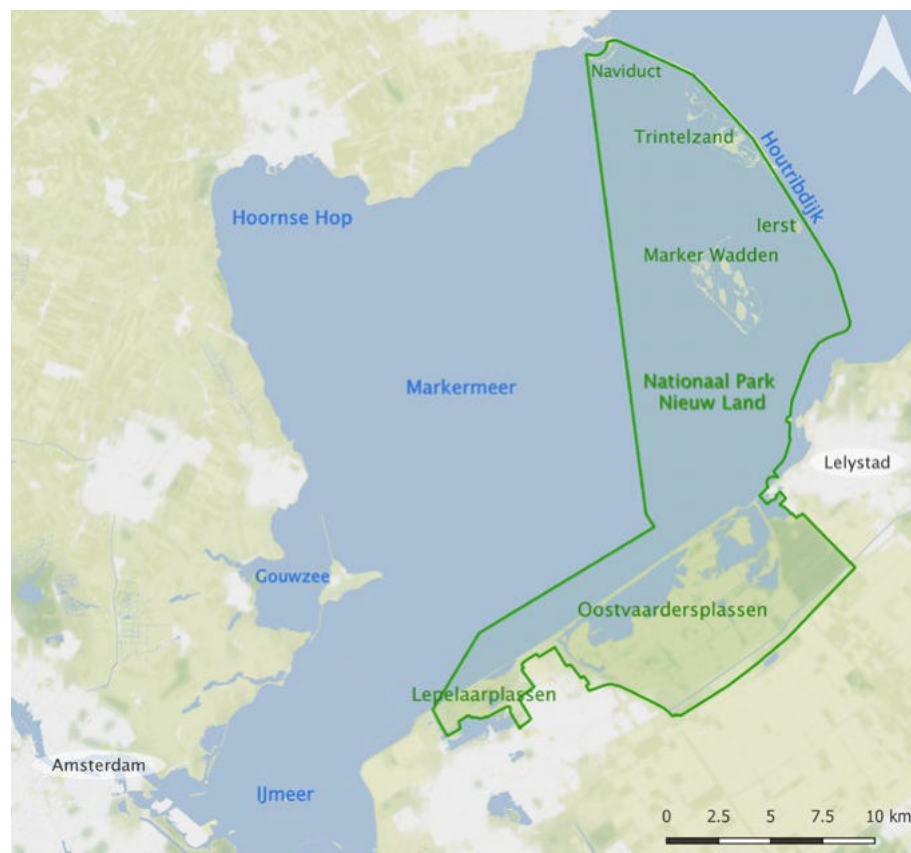 Naviduct
Trintelzand
Houtribdijk
Hoornse Hop
Ierst
Marker Wadden
Markermeer
Nationaal Park
Nieuw Land
Lelystad
Gouwzee
Oostvaardersplassen
Lepelaarplassen
Amsterdam
IJmeer
0 2.5 5 7.5 10 km